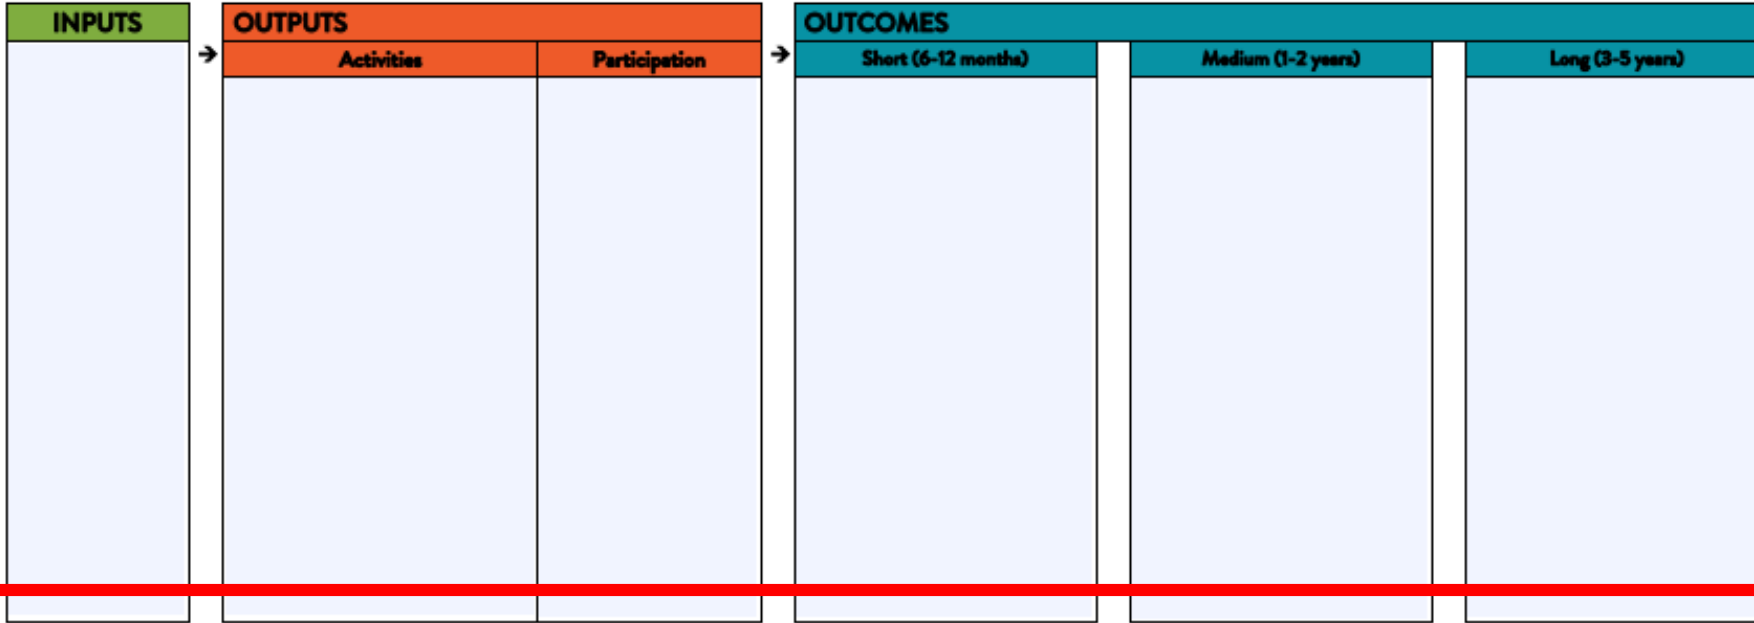 INPUTS
→
OUTPUTS
Activities
Participation
→
OUTCOMES
Short (6-12 months)
Medium (1-2 years)
Long (3-5 years)